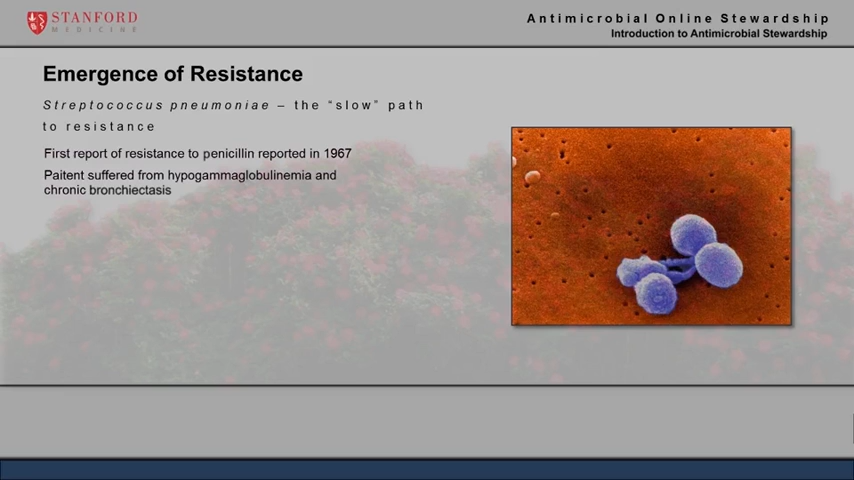 STANFORD
MEDICINE
Antimicrobial Online Stewardship
Introduction to Antimicrobial Stewardship
Emergence of Resistance
Streptococcus pneumoniae – the “slow” path
to resistance
First report of resistance to penicillin reported in 1967
Paitent suffered from hypogammaglobulinemia and
chronic bronchiectasis